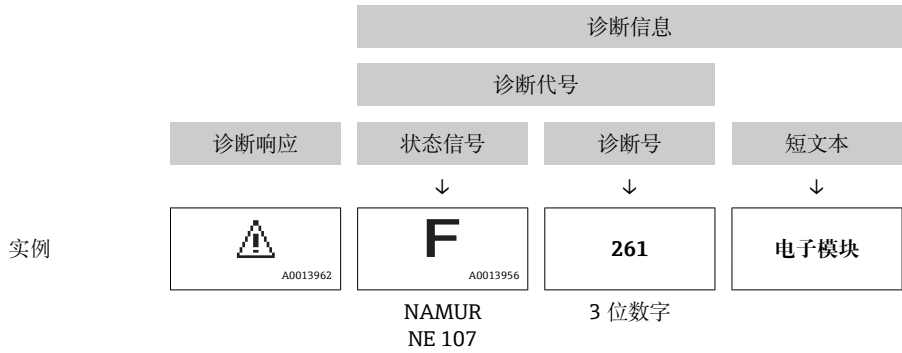 诊断信息
诊断代号
诊断响应 状态信号 诊断号 短文本
↓ ↓ ↓
实例 F 261 电子模块
A0013962 A0013956
NAMUR 3 位数字
NE 107